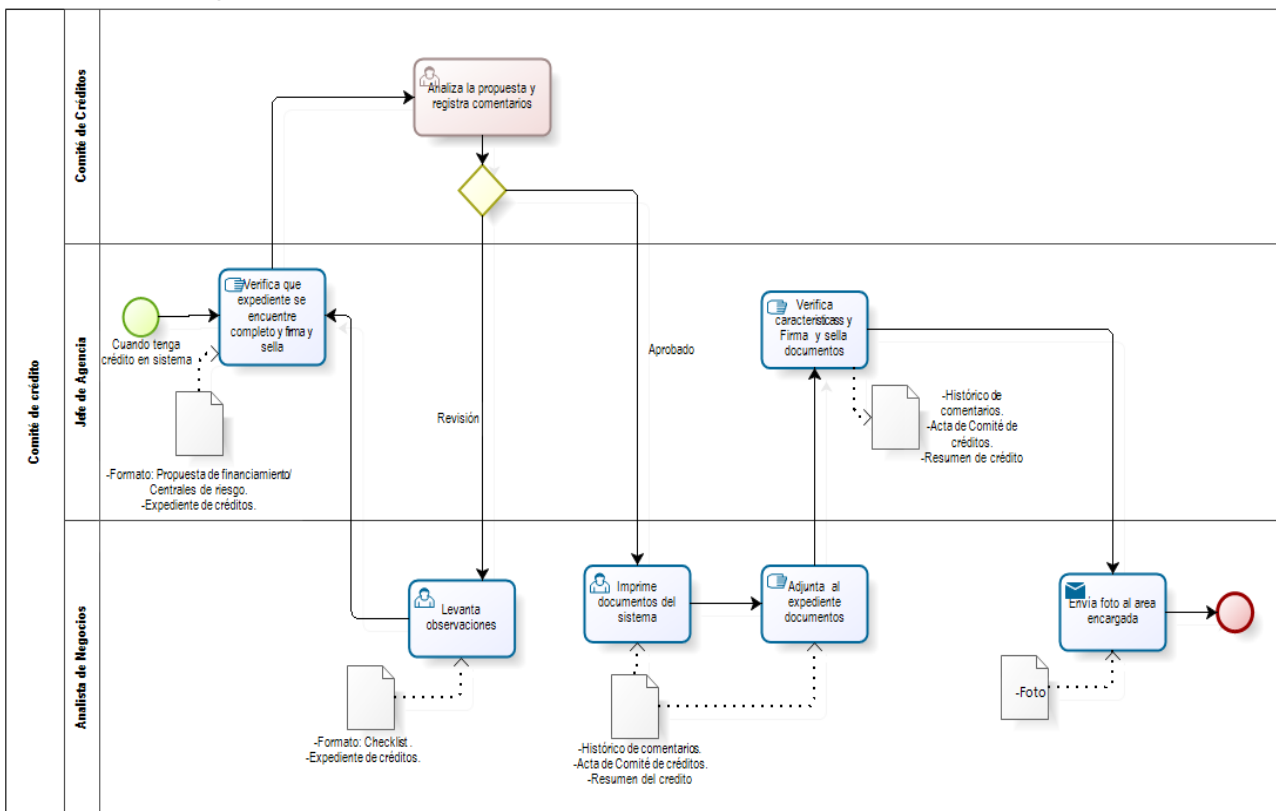 Comité de crédito
Comité de Créditos
Analiza la propuesta y
registra comentarios
Jefe de Agencia
Cuando tenga
crédito en sistema
Verifica que
expediente se
encuentre
completo y firma y
sella
-Formato: Propuesta de financiamiento/
Centrales de riesgo.
-Expediente de créditos.
Revisión
Aprobado
Verifica
caracteristicass y
Firma y sella
documentos
-Histórico de
comentarios.
-Acta de Comité de
créditos.
-Resumen de crédito
Analista de Negocios
Levanta
observaciones
-Formato: Checklist .
-Expediente de créditos.
Imprime
documentos del
sistema
Adjunta al
expediente
documentos
-Histórico de comentarios.
-Acta de Comité de créditos.
-Resumen del credito
Envia foto al area
encargada
-Foto